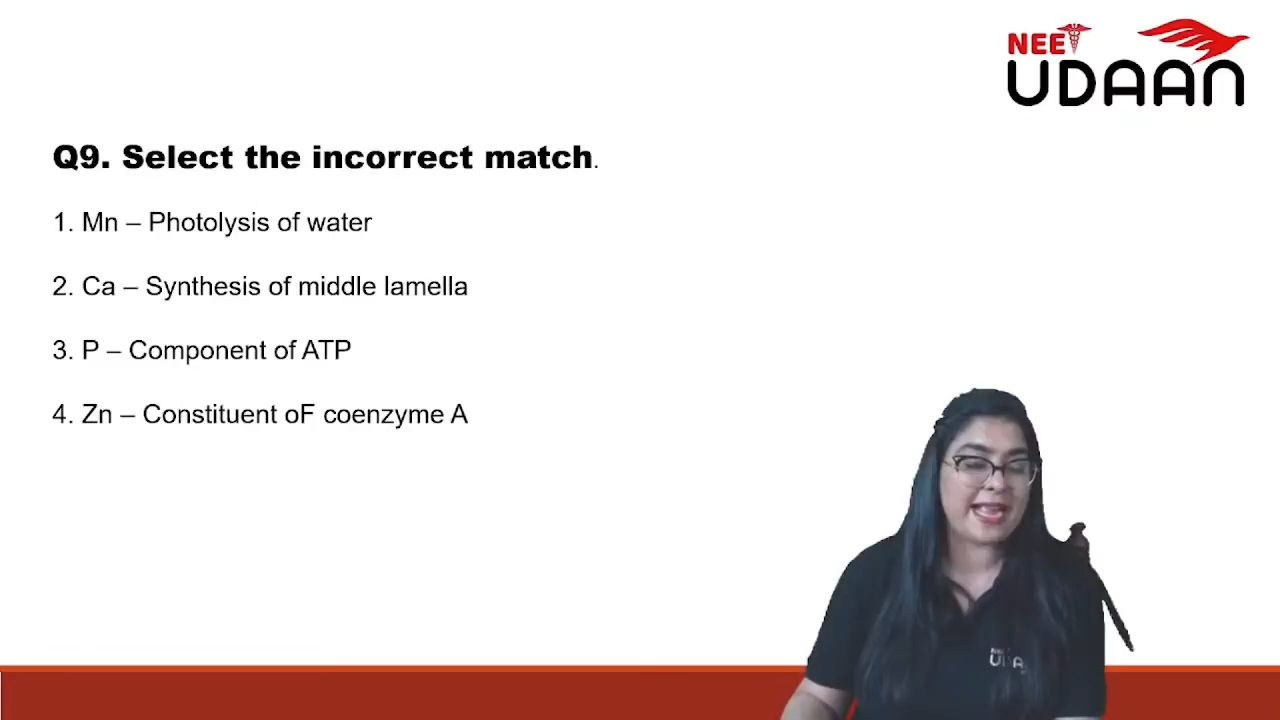 NEET
UDAAN
Q9. Select the incorrect match.
1. Mn – Photolysis of water
2. Ca – Synthesis of middle lamella
3. P – Component of ATP
4. Zn – Constituent oF coenzyme A